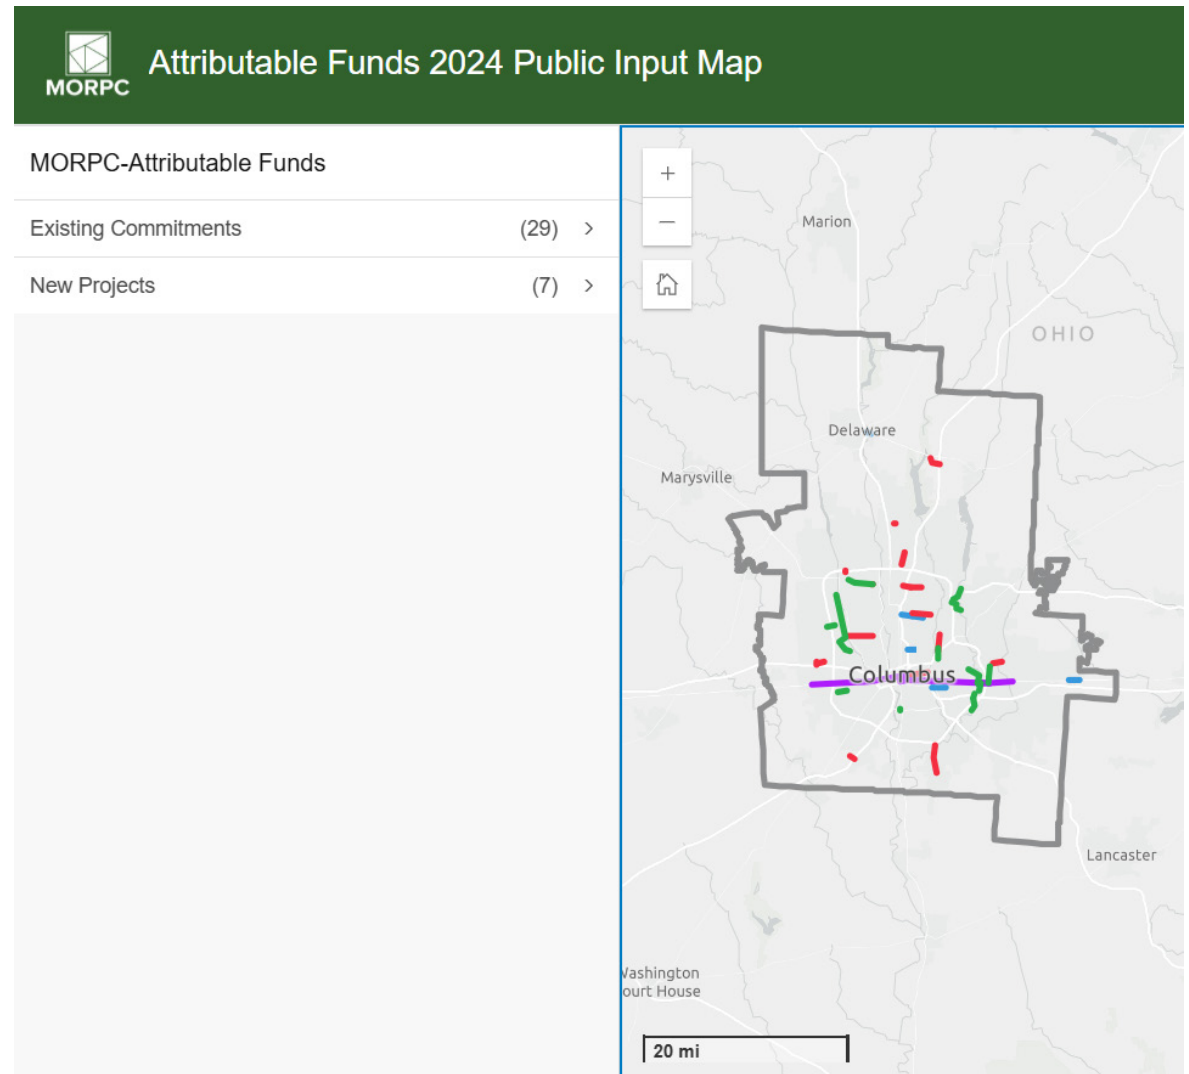 MORPC
Attributable Funds 2024 Public Input Map
MORPC-Attributable Funds
Existing Commitments (29)
New Projects (7)
Marion
OHIO
Delaware
Marysville
Columbus
Lancaster
Washington
ourt House
20 mi